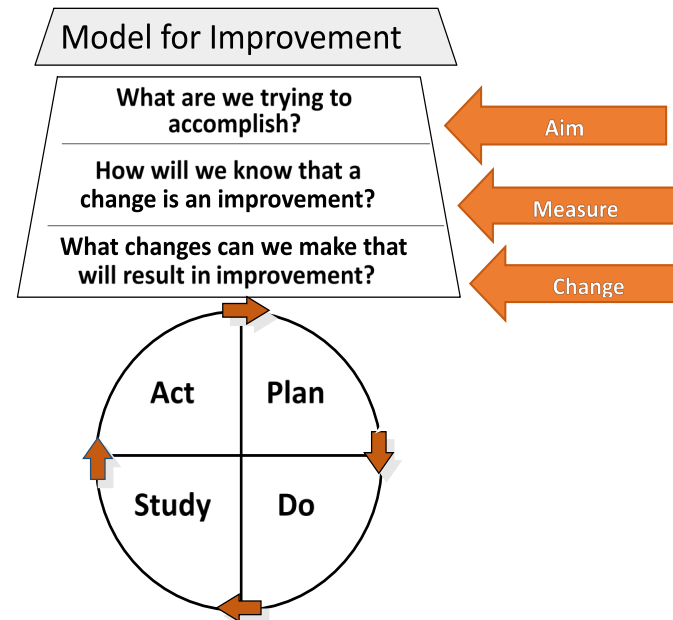 Model for Improvement
What are we trying to
accomplish?
Aim
How will we know that a
change is an improvement?
Measure
What changes can we make that
will result in improvement?
Change
Act
Plan
Study
Do